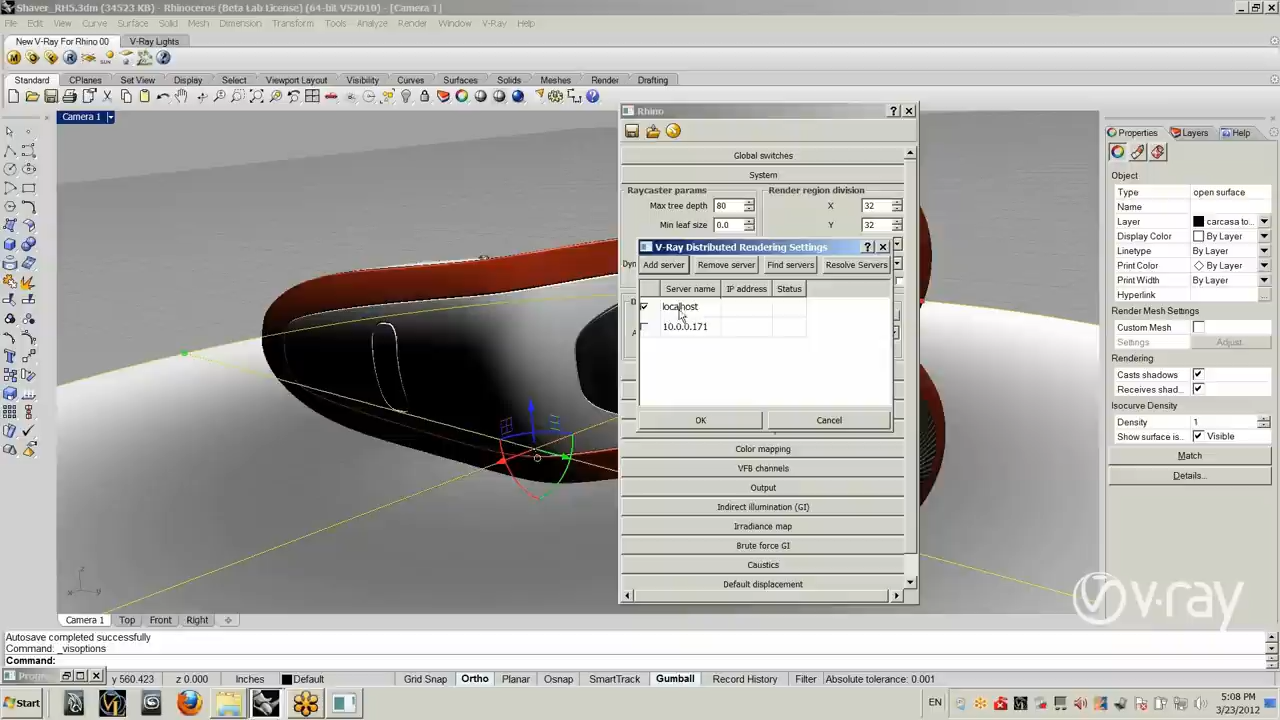 Shaver_RH5.3dm (34523 KB) - Rhinoceros (Beta Lab License) (64-bit VS2010) - [Camera 1]
File Edit View Curve Surface Solid Mesh Dimension Transform Tools Analyze Render Window V-Ray Help
New V-Ray For Rhino 00 V-Ray Lights
Standard CPlanes Set View Display Select Viewport Layout Visibility Curves Surfaces Solids Meshes Render Drafting
Camera 1
Rhino
Global switches
System
Raycaster params Render region division
Max tree depth 80 X 32
Min leaf size 0.0 Y 32
V-Ray Distributed Rendering Settings
Add server Remove server Find servers Resolve Servers
Server name IP address Status
localhost
10.0.0.171
OK Cancel
Color mapping
VFB channels
Output
Indirect illumination (GI)
Irradiance map
Brute force GI
Caustics
Default displacement
Properties Layers Help
Object
Type open surface
Name
Layer carcasa to...
Display Color By Layer
Linetype By Layer
Print Color By Layer
Print Width By Layer
Hyperlink
Render Mesh Settings
Custom Mesh
Settings Adjust
Rendering
Casts shadows
Receives shad...
Isocurve Density
Density 1
Show surface is... Visible
Match
Details...
v·ray
z
x y
Camera 1 Top Front Right
Autosave completed successfully
Command: _visoptions
Command:
y 560.423 z 0.000 Inches Default Grid Snap Ortho Planar Osnap SmartTrack Gumball Record History Filter Absolute tolerance: 0.001
Start EN 5:08 PM
3/23/2012